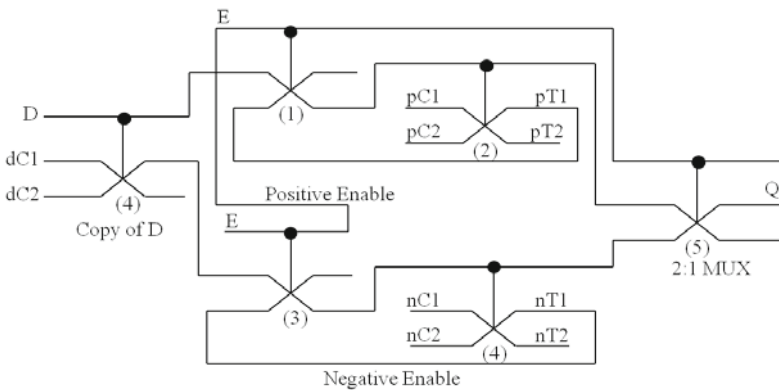 E
D
(1)
pC1
pT1
pC2
pT2
(2)
dC1
dC2
(4)
Copy of D
Positive Enable
E
Q
(5)
2:1 MUX
(3)
nC1
nT1
nC2
nT2
(4)
Negative Enable